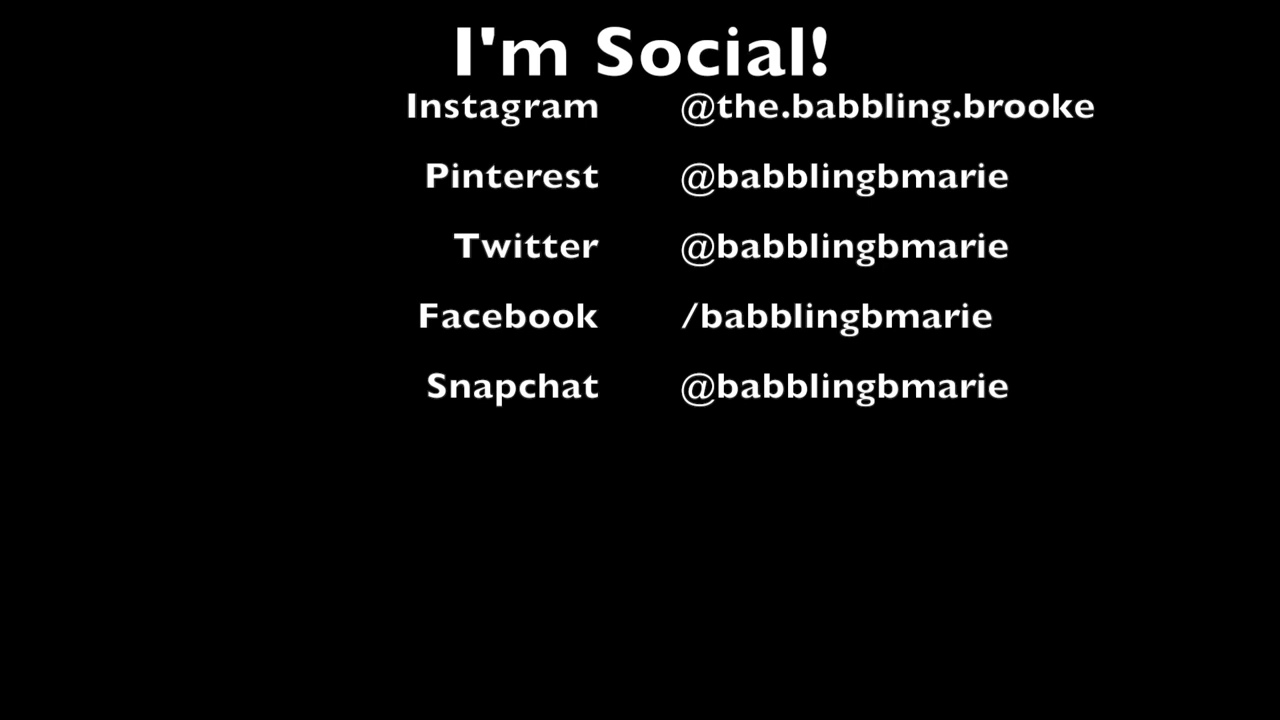 I'm Social!
Instagram @the.babbling.brooke
Pinterest @babblingbmarie
Twitter @babblingbmarie
Facebook /babblingbmarie
Snapchat @babblingbmarie